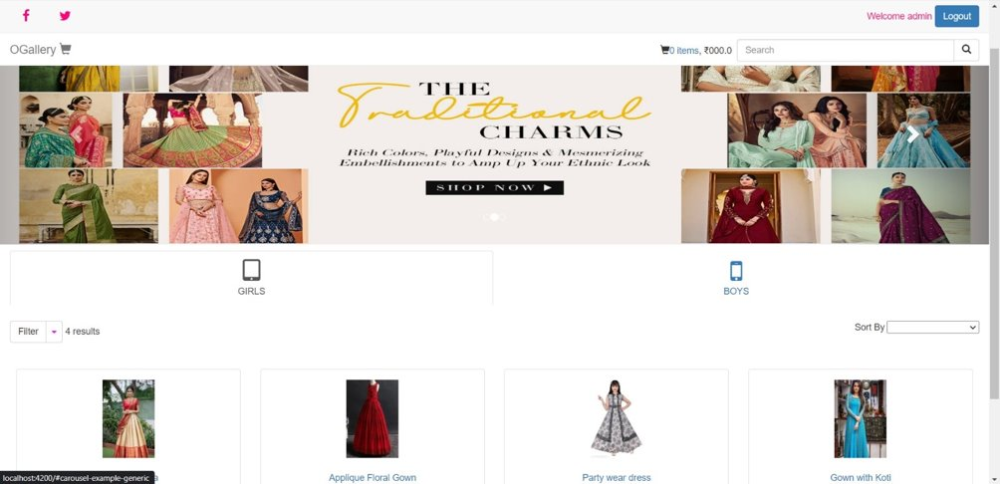 Welcome admin Logout
OGallery 0 items, ₹000.0 Search
THE
Traditional
CHARMS
Rich Colors, Playful Designs & Mesmerizing
Embellishments to Amp Up Your Ethnic Look
SHOP NOW ►
GIRLS BOYS
Filter 4 results Sort By
Applique Floral Gown Party wear dress Gown with Koti
localhost:4200/#carousel-example-generic